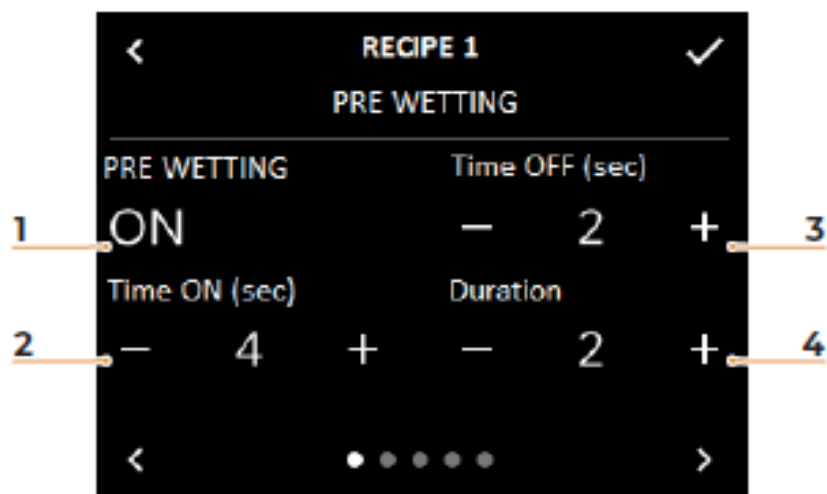 RECIPE 1
PRE WETTING
PRE WETTING
Time OFF (sec)
1
ON
− 2 +
3
Time ON (sec)
Duration
2
− 4 +
− 2 +
4